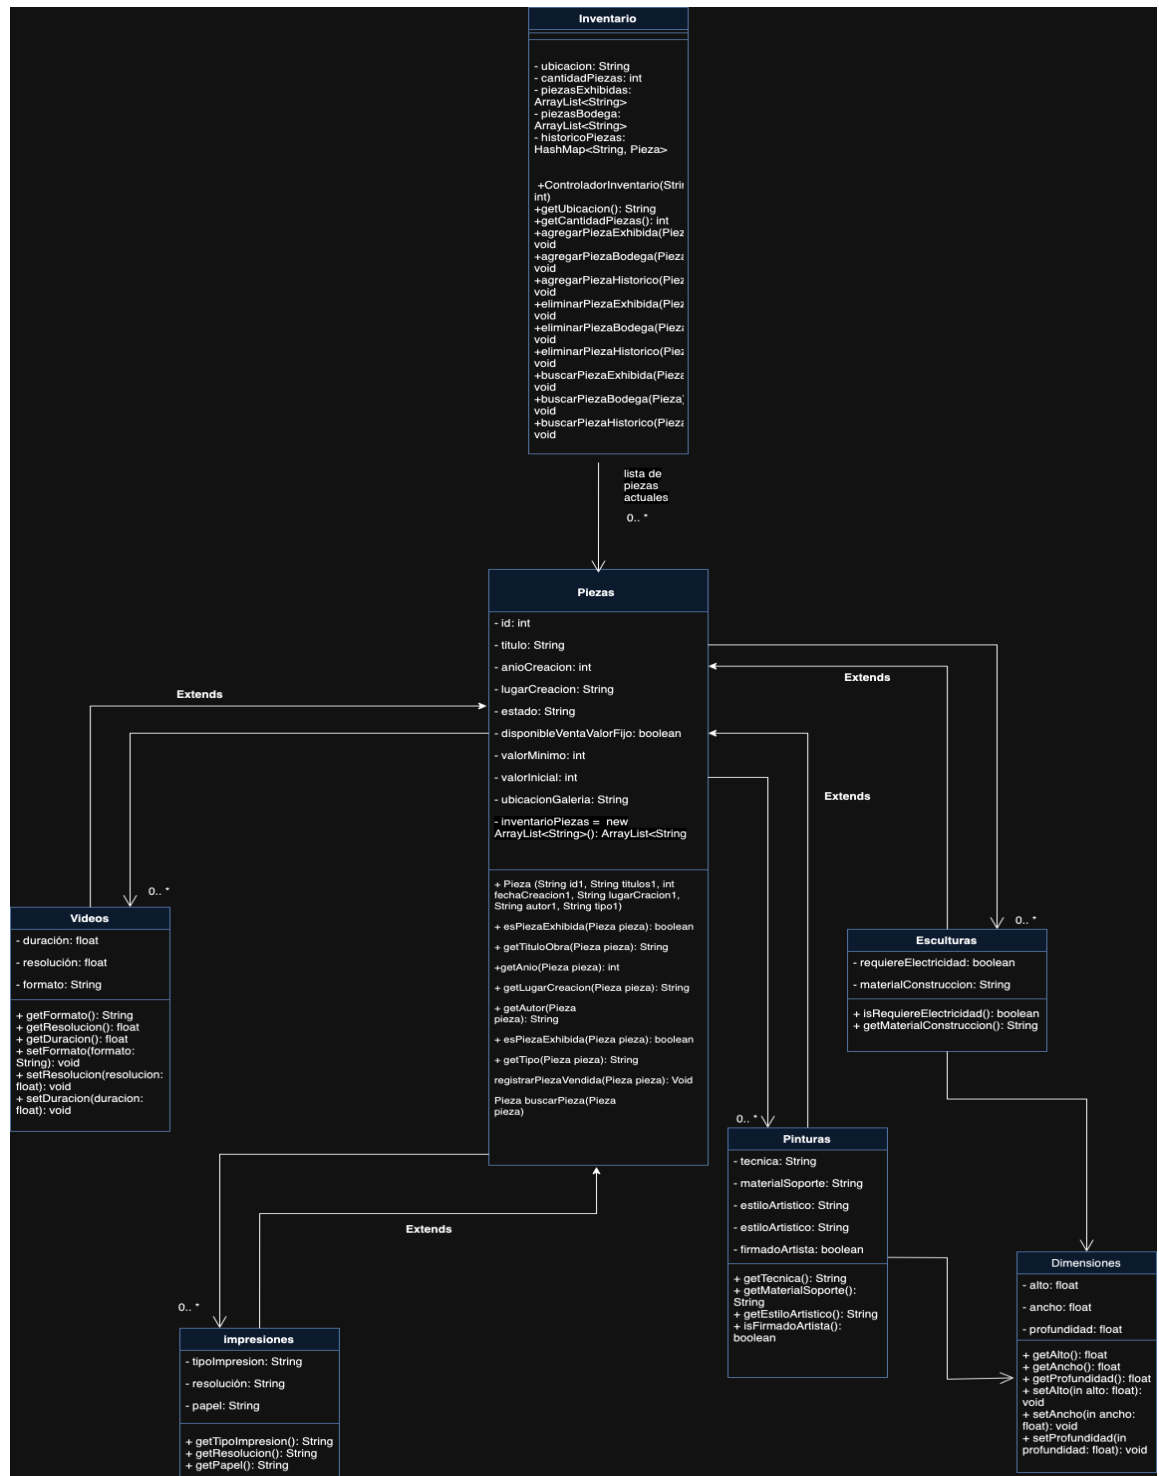 Inventario
- ubicacion: String
- cantidadPiezas: int
- piezasExhibidas:
ArrayList<String>
- piezasBodega:
ArrayList<String>
- historicoPiezas:
HashMap<String, Pieza>
+ControladorInventario(Strin
int)
+getUbicacion(): String
+getCantidadPiezas(): int
+agregarPiezaExhibida(Piez
void
+agregarPiezaBodega(Pieza
void
+agregarPiezaHistorico(Piez
void
+eliminarPiezaExhibida(Piez
void
+eliminarPiezaBodega(Pieza
void
+eliminarPiezaHistorico(Piez
void
+buscarPiezaExhibida(Pieza
void
+buscarPiezaBodega(Pieza)
void
+buscarPiezaHistorico(Pieza
void
lista de
piezas
actuales
0.. *
Piezas
- id: int
- titulo: String
- anioCreacion: int
- lugarCreacion: String
- estado: String
- disponibleVentaValorFijo: boolean
- valorMinimo: int
- valorInicial: int
- ubicacionGaleria: String
- inventarioPiezas = new
ArrayList<String>(): ArrayList<String
+ Pieza (String id1, String titulos1, int
fechaCreacion1, String lugarCracion1,
String autor1, String tipo1)
+ esPiezaExhibida(Pieza pieza): boolean
+ getTituloObra(Pieza pieza): String
+getAnio(Pieza pieza): int
+ getLugarCreacion(Pieza pieza): String
+ getAutor(Pieza
pieza): String
+ esPiezaExhibida(Pieza pieza): boolean
+ getTipo(Pieza pieza): String
registrarPiezaVendida(Pieza pieza): Void
Pieza buscarPieza(Pieza
pieza)
Extends
Extends
Extends
0.. *
Videos
- duración: float
- resolución: float
- formato: String
+ getFormato(): String
+ getResolucion(): float
+ getDuracion(): float
+ setFormato(formato:
String): void
+ setResolucion(resolucion:
float): void
+ setDuracion(duracion:
float): void
0.. *
Esculturas
- requiereElectricidad: boolean
- materialConstruccion: String
+ isRequiereElectricidad(): boolean
+ getMaterialConstruccion(): String
0.. *
Pinturas
- tecnica: String
- materialSoporte: String
- estiloArtistico: String
- estiloArtistico: String
- firmadoArtista: boolean
+ getTecnica(): String
+ getMaterialSoporte():
String
+ getEstiloArtistico(): String
+ isFirmadoArtista():
boolean
Extends
0.. *
impresiones
- tipoImpresion: String
- resolución: String
- papel: String
+ getTipoImpresion(): String
+ getResolucion(): String
+ getPapel(): String
Dimensiones
- alto: float
- ancho: float
- profundidad: float
+ getAlto(): float
+ getAncho(): float
+ getProfundidad(): float
+ setAlto(in alto: float):
void
+ setAncho(in ancho:
float): void
+ setProfundidad(in
profundidad: float): void